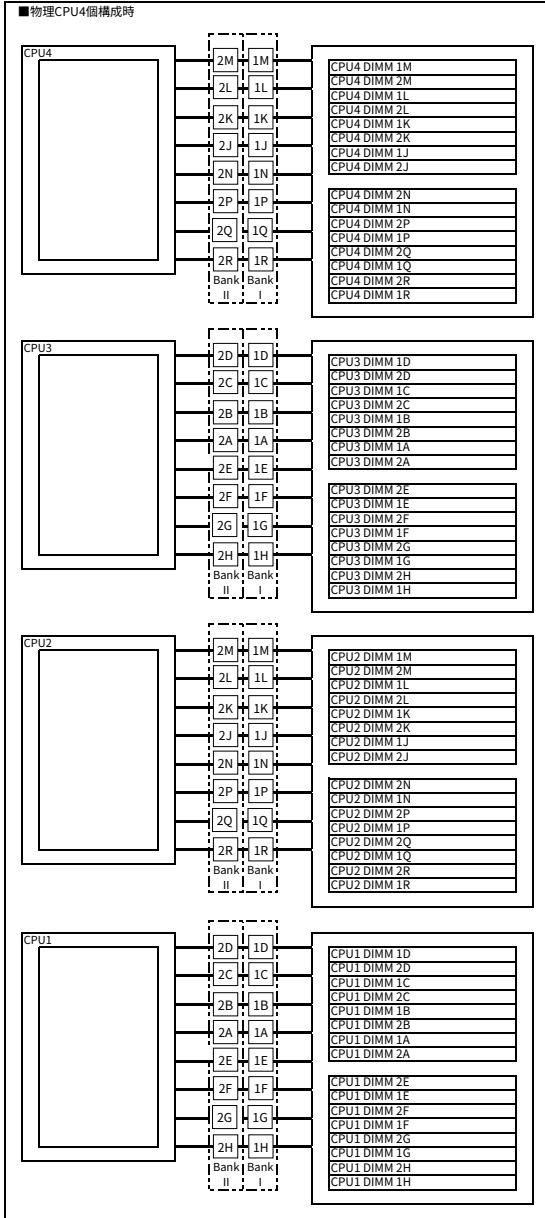 ■物理CPU4個構成時
CPU4
2M 1M
2L 1L
2K 1K
2J 1J
2N 1N
2P 1P
2Q 1Q
2R 1R
Bank Bank
II I
CPU4 DIMM 1M
CPU4 DIMM 2M
CPU4 DIMM 1L
CPU4 DIMM 2L
CPU4 DIMM 1K
CPU4 DIMM 2K
CPU4 DIMM 1J
CPU4 DIMM 2J
CPU4 DIMM 2N
CPU4 DIMM 1N
CPU4 DIMM 2P
CPU4 DIMM 1P
CPU4 DIMM 2Q
CPU4 DIMM 1Q
CPU4 DIMM 2R
CPU4 DIMM 1R
CPU3
2D 1D
2C 1C
2B 1B
2A 1A
2E 1E
2F 1F
2G 1G
2H 1H
Bank Bank
II I
CPU3 DIMM 1D
CPU3 DIMM 2D
CPU3 DIMM 1C
CPU3 DIMM 2C
CPU3 DIMM 1B
CPU3 DIMM 2B
CPU3 DIMM 1A
CPU3 DIMM 2A
CPU3 DIMM 2E
CPU3 DIMM 1E
CPU3 DIMM 2F
CPU3 DIMM 1F
CPU3 DIMM 2G
CPU3 DIMM 1G
CPU3 DIMM 2H
CPU3 DIMM 1H
CPU2
2M 1M
2L 1L
2K 1K
2J 1J
2N 1N
2P 1P
2Q 1Q
2R 1R
Bank Bank
II I
CPU2 DIMM 1M
CPU2 DIMM 2M
CPU2 DIMM 1L
CPU2 DIMM 2L
CPU2 DIMM 1K
CPU2 DIMM 2K
CPU2 DIMM 1J
CPU2 DIMM 2J
CPU2 DIMM 2N
CPU2 DIMM 1N
CPU2 DIMM 2P
CPU2 DIMM 1P
CPU2 DIMM 2Q
CPU2 DIMM 1Q
CPU2 DIMM 2R
CPU2 DIMM 1R
CPU1
2D 1D
2C 1C
2B 1B
2A 1A
2E 1E
2F 1F
2G 1G
2H 1H
Bank Bank
II I
CPU1 DIMM 1D
CPU1 DIMM 2D
CPU1 DIMM 1C
CPU1 DIMM 2C
CPU1 DIMM 1B
CPU1 DIMM 2B
CPU1 DIMM 1A
CPU1 DIMM 2A
CPU1 DIMM 2E
CPU1 DIMM 1E
CPU1 DIMM 2F
CPU1 DIMM 1F
CPU1 DIMM 2G
CPU1 DIMM 1G
CPU1 DIMM 2H
CPU1 DIMM 1H